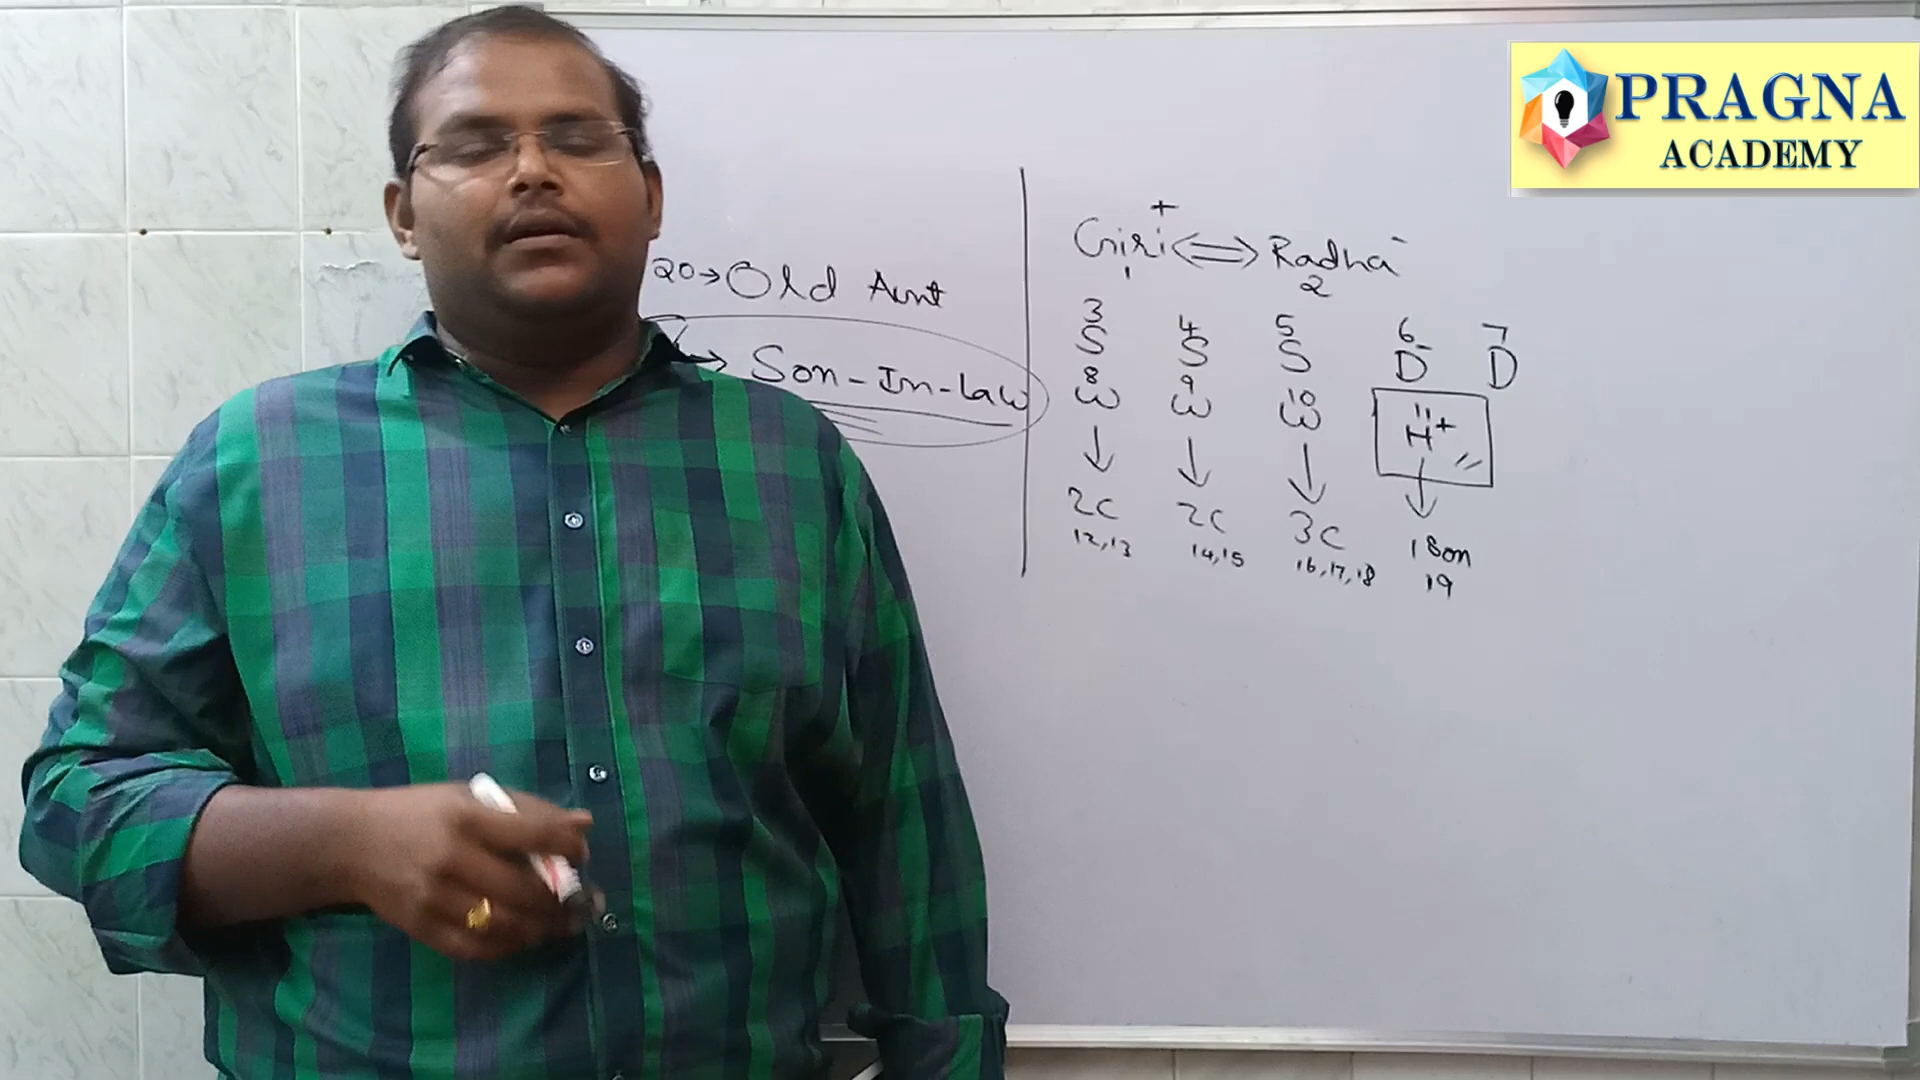 PRAGNA
ACADEMY
20→Old Aunt
→ Son-In-Law
+ -
Giri⇔Radha
1 2
3 4 5 6 7
S S S D- D
8 9 10 11
W W W H+
↓ ↓ ↓ ↓
2C 2C 3C 1 Son
12,13 14,15 16,17,18 19